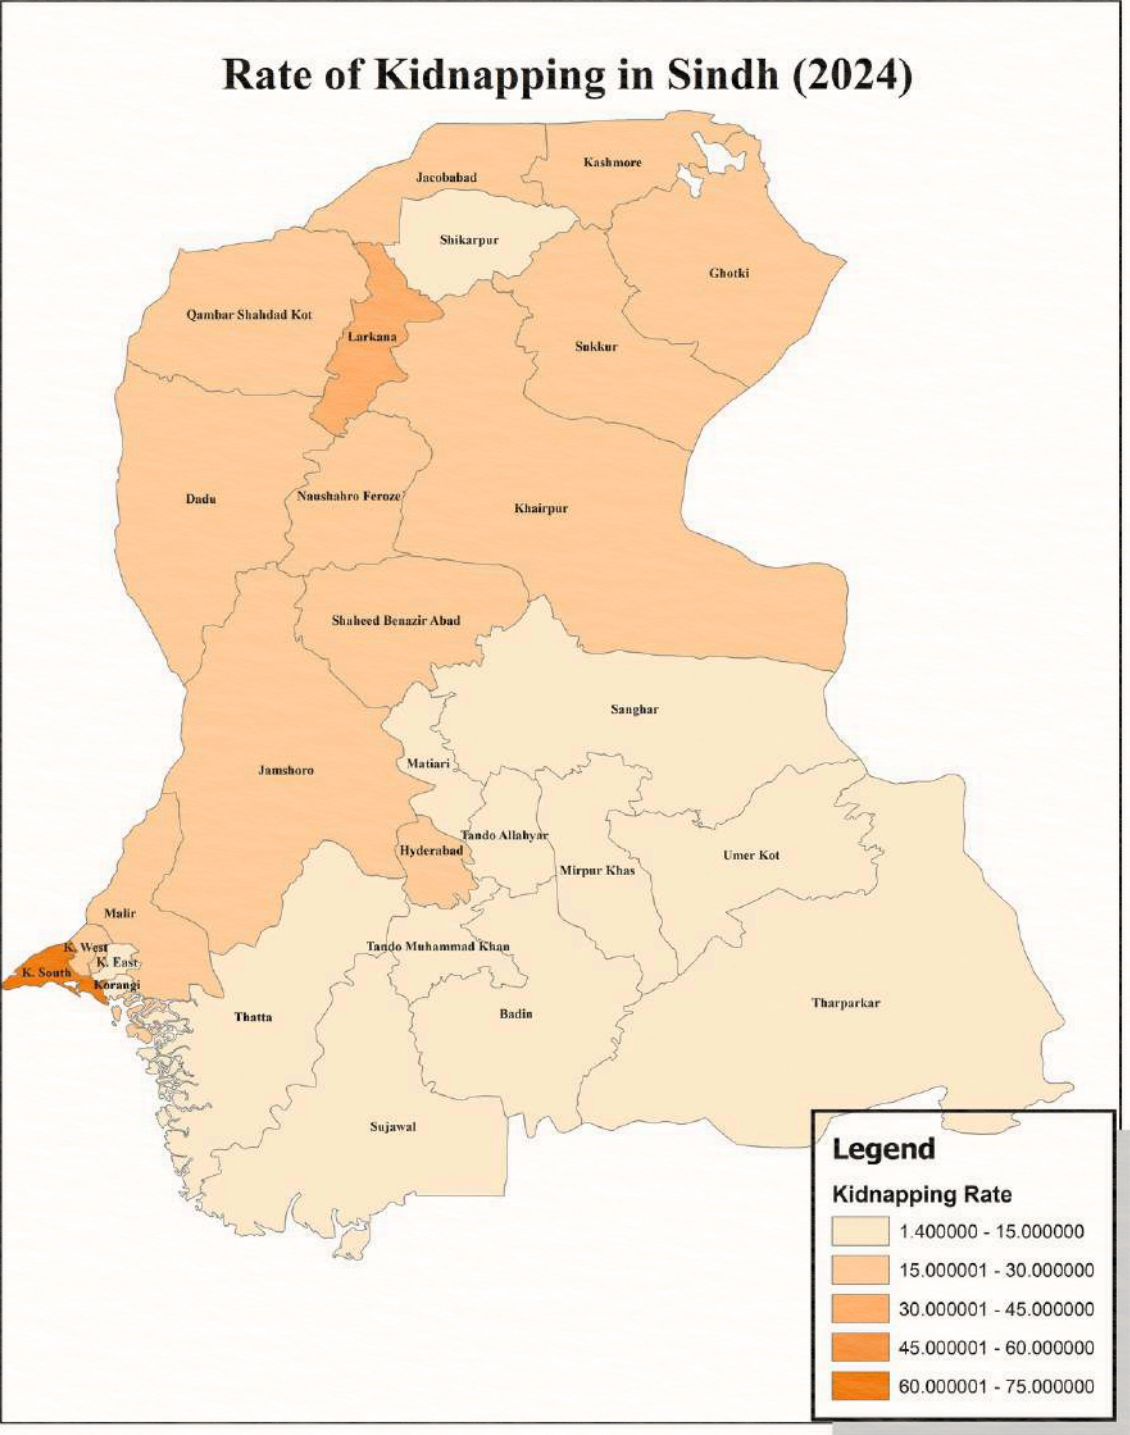 Rate of Kidnapping in Sindh (2024)
Kashmore
Jacobabad
Shikarpur
Ghotki
Qambar Shahdad Kot
Larkana
Sukkur
Dadu
Naushahro Feroze
Khairpur
Shaheed Benazir Abad
Sanghar
Matiari
Jamshoro
Tando Allahyar
Hyderabad
Umer Kot
Mirpur Khas
Malir
K. West
Tando Muhammad Khan
K. East
K. South
Korangi
Thatta
Badin
Tharparkar
Sujawal
Legend
Kidnapping Rate
1.400000 - 15.000000
15.000001 - 30.000000
30.000001 - 45.000000
45.000001 - 60.000000
60.000001 - 75.000000